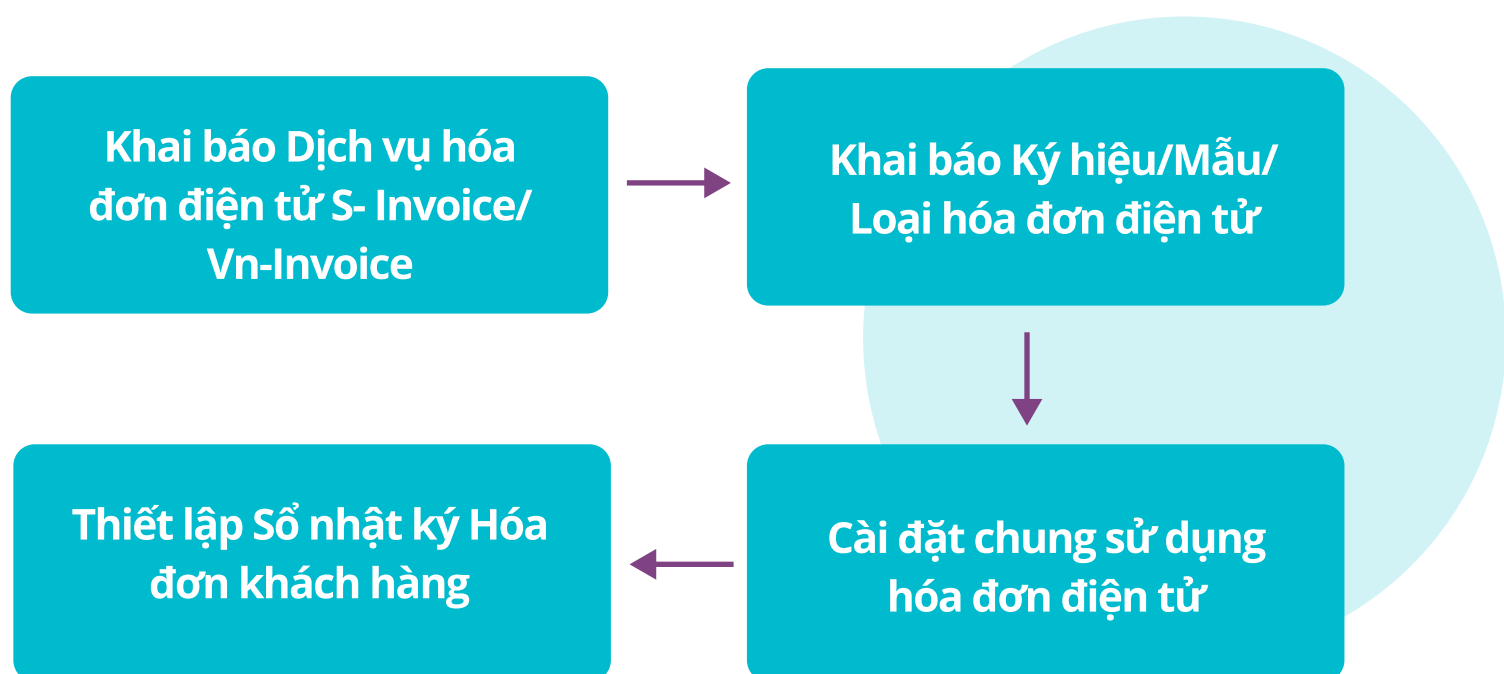 Khai báo Dịch vụ hóa
đơn điện tử S- Invoice/
Vn-Invoice
Khai báo Ký hiệu/Mẫu/
Loại hóa đơn điện tử
Cài đặt chung sử dụng
hóa đơn điện tử
Thiết lập Sổ nhật ký Hóa
đơn khách hàng